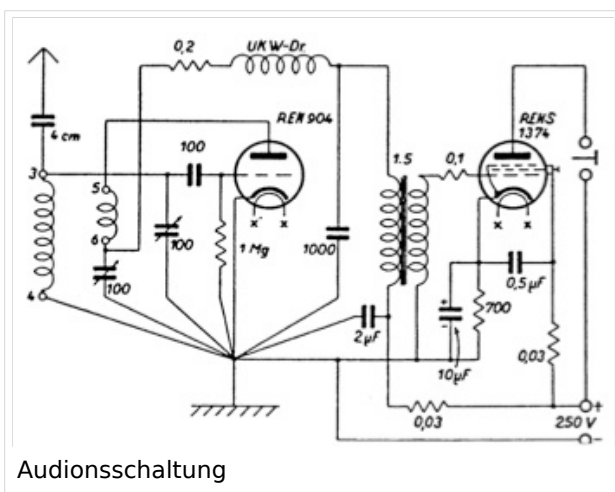 0,2
UKW-Dr.
4 cm
REN 904
REKS
1374
100
1:5
0,1
3
5
6
4
100
100
1 Mg
1000
x
x
x
x
2 µF
+
-
10 µF
700
0,5 µF
0,03
0,03
250 V
+
-
Audionsschaltung